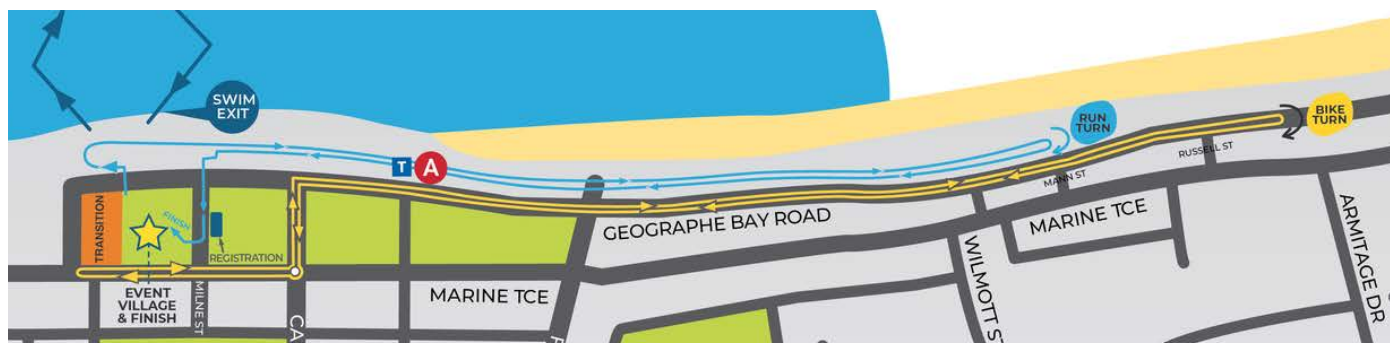 SWIM
EXIT
RUN
TURN
BIKE
TURN
T
A
RUSSELL ST
MANN ST
TRANSITION
FINISH
REGISTRATION
GEOGRAPHE BAY ROAD
MARINE TCE
EVENT
VILLAGE
& FINISH
MILNE ST
CA
MARINE TCE
WILMOTT S
ARMITAGE DR